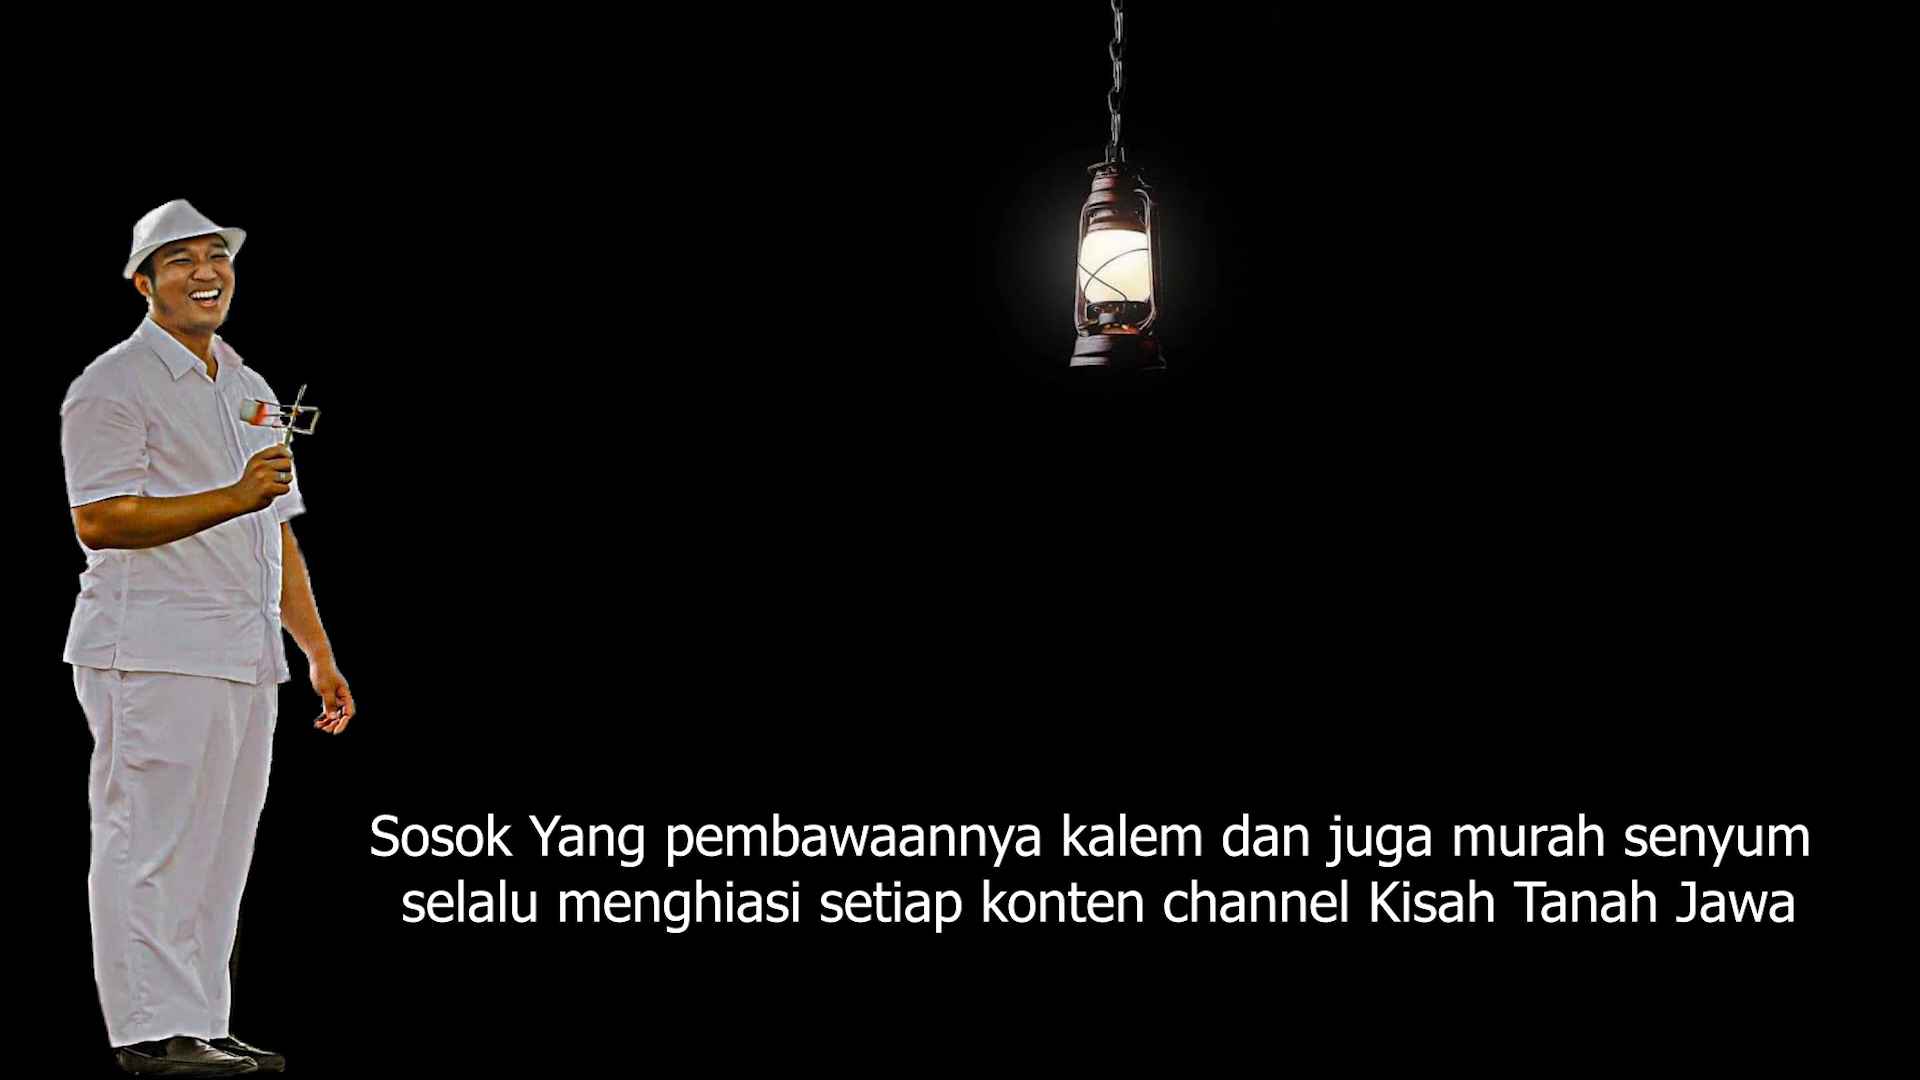 Sosok Yang pembawaannya kalem dan juga murah senyum
selalu menghiasi setiap konten channel Kisah Tanah Jawa